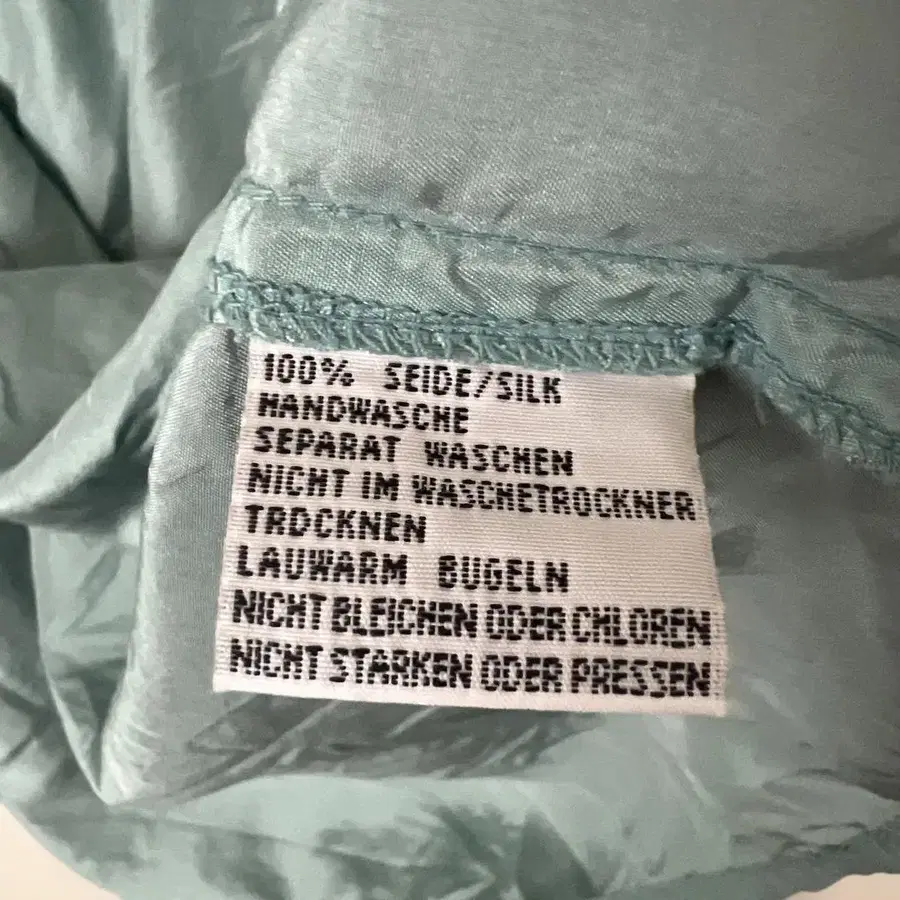 100% SEIDE/SILK
HANDWASCHE
SEPARAT WASCHEN
NICHT IM WASCHETROCKNER
TROCKNEN
LAUWARM BUGELN
NICHT BLEICHEN ODER CHLOREN
NICHT STARKEN ODER PRESSEN